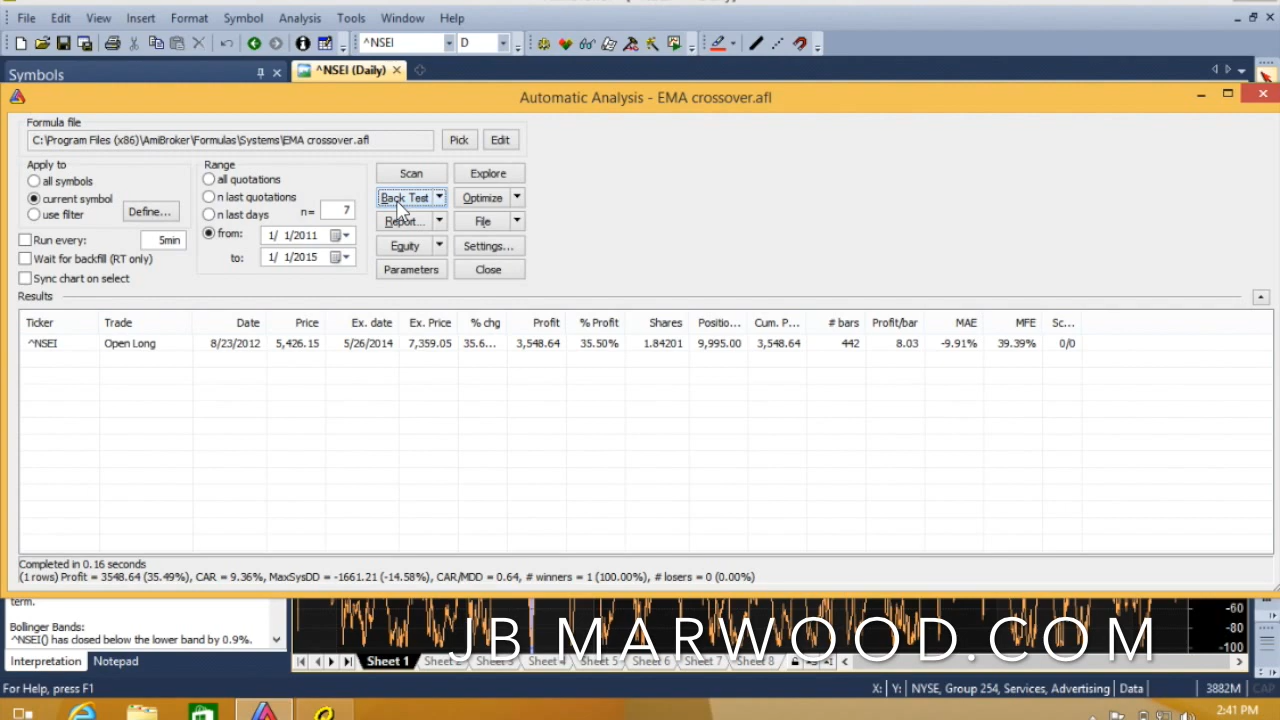 File Edit View Insert Format Symbol Analysis Tools Window Help
^NSEI D
Symbols ^NSEI (Daily)
Automatic Analysis - EMA crossover.afl
Formula file
C:\Program Files (x86)\AmiBroker\Formulas\Systems\EMA crossover.afl Pick Edit
Apply to Range
all symbols all quotations Scan Explore
current symbol n last quotations Back Test Optimize
use filter Define... n last days n= 7 Report... File
Run every: 5min from: 1/ 1/2011 Equity Settings...
Wait for backfill (RT only) to: 1/ 1/2015 Parameters Close
Sync chart on select
Results
Ticker Trade Date Price Ex. date Ex. Price % chg Profit % Profit Shares Positio... Cum. P... # bars Profit/bar MAE MFE Sc...
^NSEI Open Long 8/23/2012 5,426.15 5/26/2014 7,359.05 35.6... 3,548.64 35.50% 1.84201 9,995.00 3,548.64 442 8.03 -9.91% 39.39% 0/0
Completed in 0.16 seconds
(1 rows) Profit = 3548.64 (35.49%), CAR = 9.36%, MaxSysDD = -1661.21 (-14.58%), CAR/MDD = 0.64, # winners = 1 (100.00%), # losers = 0 (0.00%)
term.
Bollinger Bands:
^NSEI() has closed below the lower band by 0.9%.
-60
-80
-100
JB MARWOOD.COM
Interpretation Notepad Sheet 1 Sheet 2 Sheet 3 Sheet 4 Sheet 5 Sheet 6 Sheet 7 Sheet 8
For Help, press F1 X: Y: NYSE, Group 254, Services, Advertising Data 3882M CAP
2:41 PM